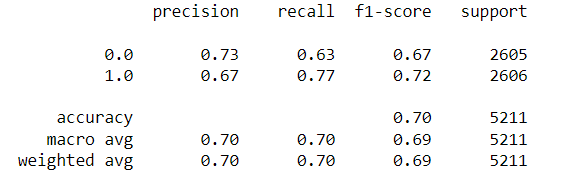 precision recall f1-score support
0.0 0.73 0.63 0.67 2605
1.0 0.67 0.77 0.72 2606
accuracy 0.70 5211
macro avg 0.70 0.70 0.69 5211
weighted avg 0.70 0.70 0.69 5211